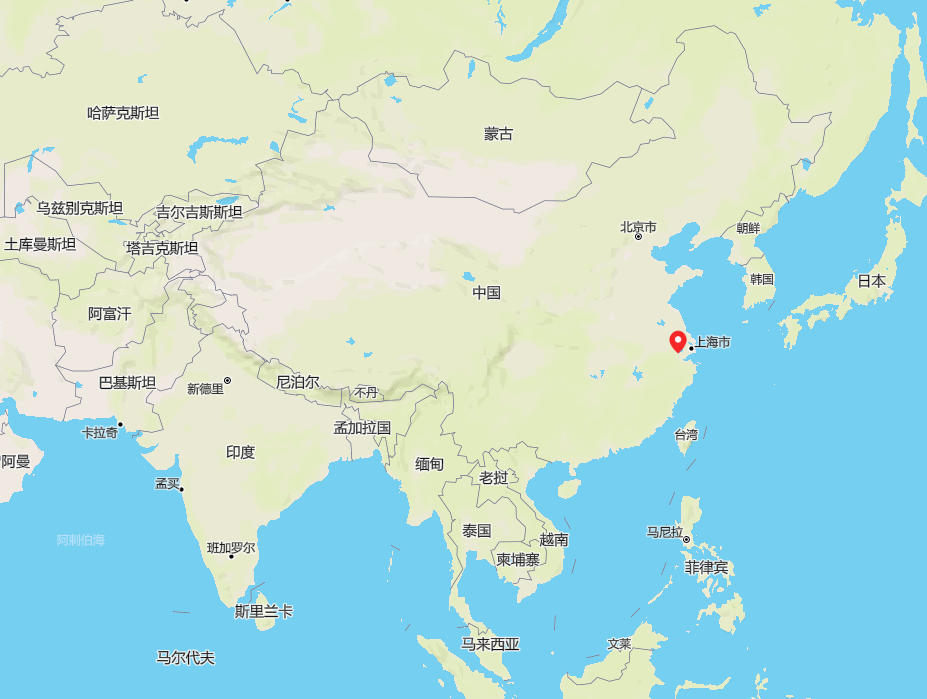 哈萨克斯坦
蒙古
乌兹别克斯坦
吉尔吉斯斯坦
北京市
朝鲜
土库曼斯坦
塔吉克斯坦
韩国
日本
中国
阿富汗
上海市
巴基斯坦
新德里
尼泊尔
不丹
卡拉奇
孟加拉国
台湾
印度
阿曼
缅甸
老挝
孟买
泰国
越南
马尼拉
阿剌伯海
班加罗尔
柬埔寨
菲律宾
斯里兰卡
马来西亚
文莱
马尔代夫